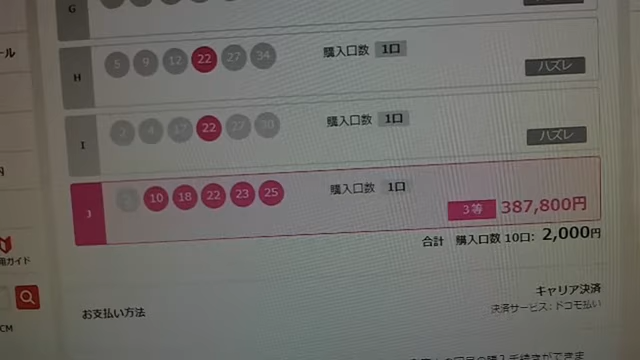 G
ール
H 5 9 12 22 27 34 購入口数 1口
ハズレ
I 2 4 17 22 27 30 購入口数 1口
ハズレ
J 10 18 22 23 25 購入口数 1口
3等 387,800円
合計 購入口数 10口: 2,000円
用ガイド
キャリア決済
お支払い方法
決済サービス: ドコモ払い
CM